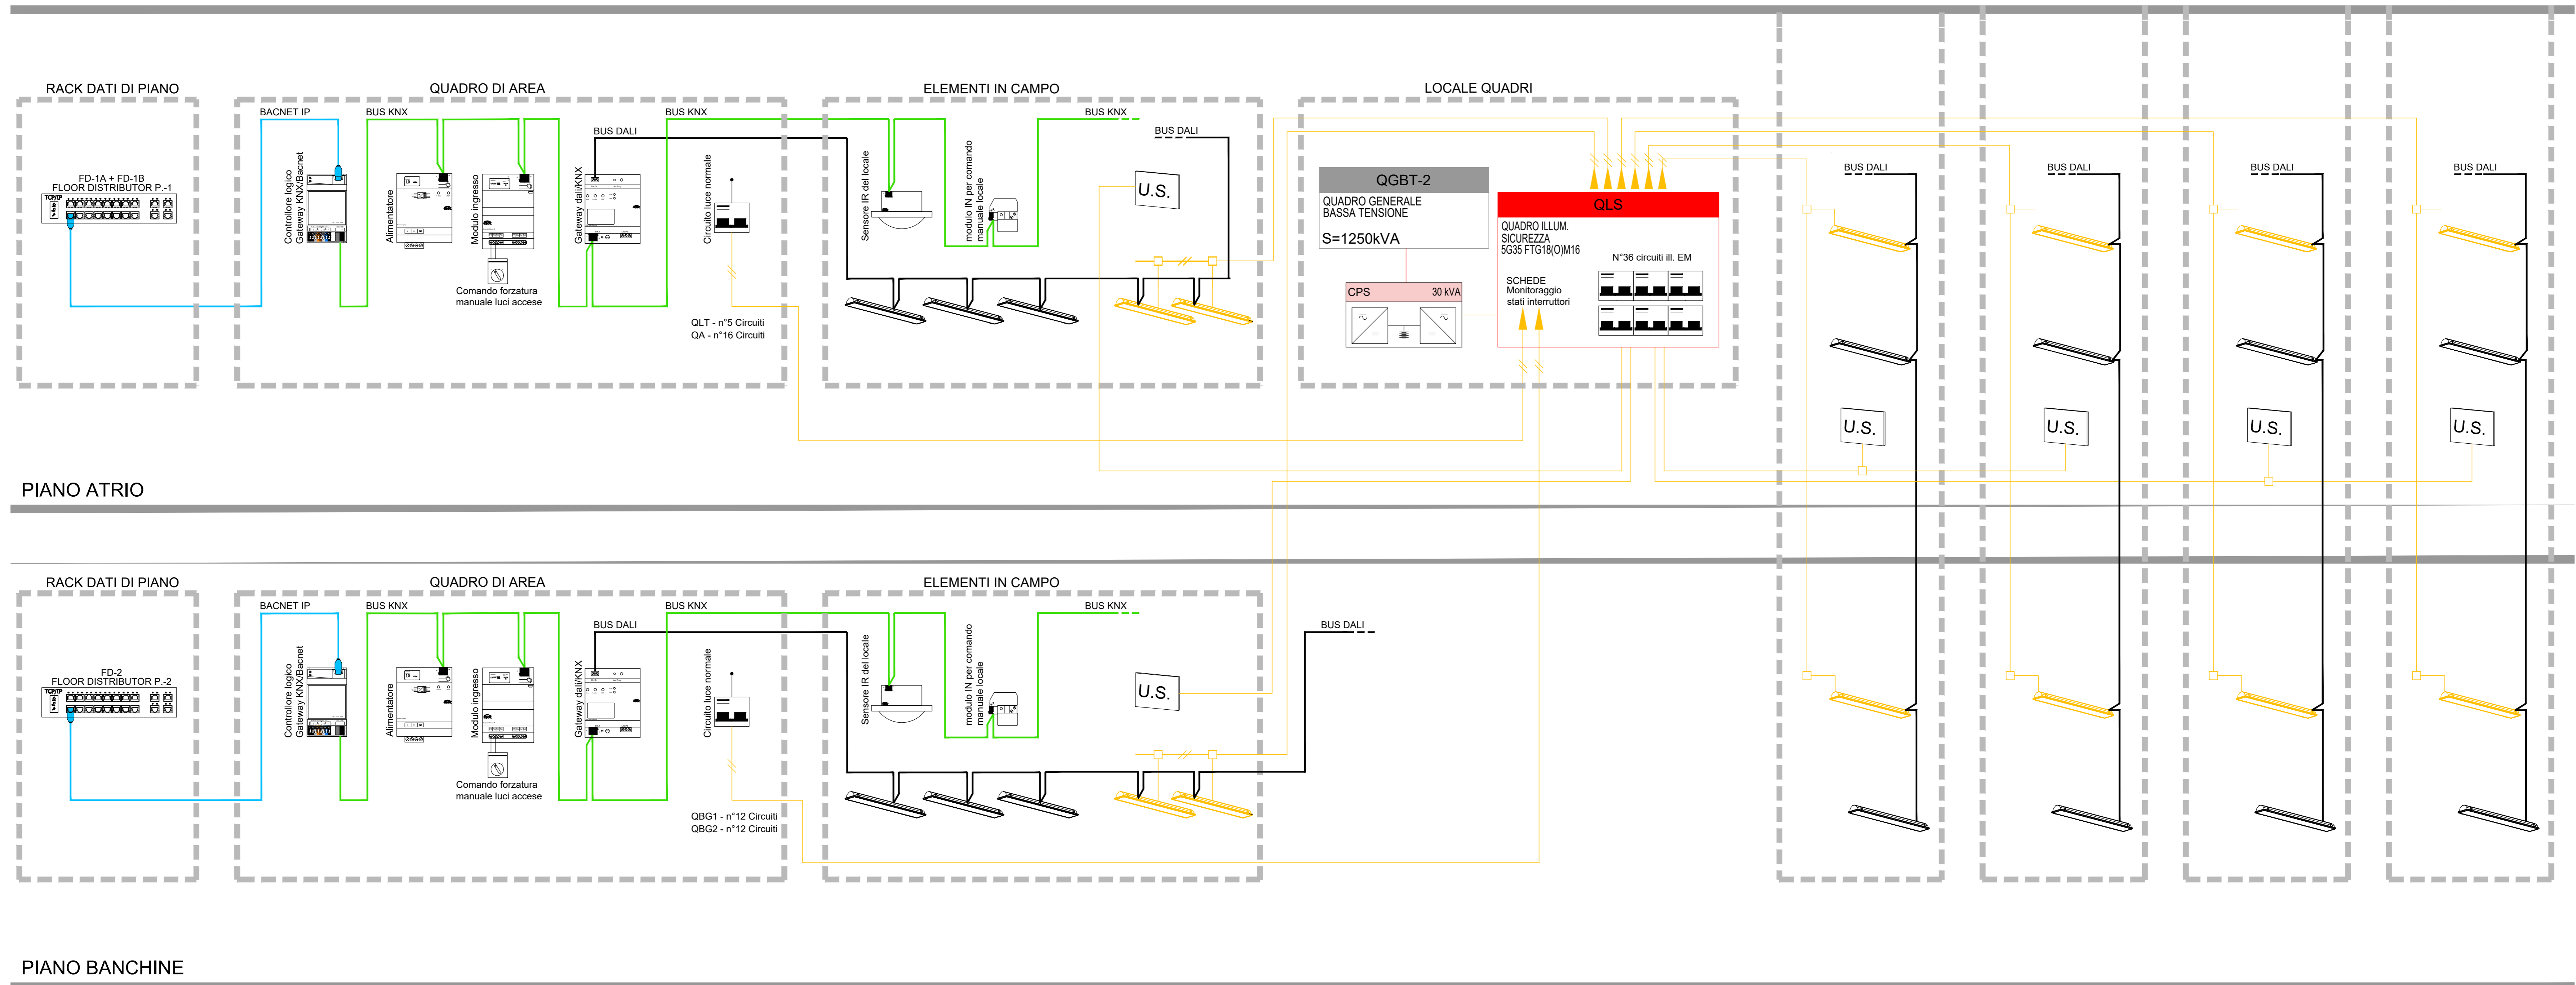 RACK DATI DI PIANO
FD-1A + FD-1B
FLOOR DISTRIBUTOR P.-1
TCP/IP
QUADRO DI AREA
BACNET IP
BUS KNX
BUS KNX
BUS DALI
Controllore logico
Gateway KNX/Bacnet
Alimentatore
Modulo ingresso
Gateway dali/KNX
Circuito luce normale
Comando forzatura
manuale luci accese
QLT - n°5 Circuiti
QA - n°16 Circuiti
ELEMENTI IN CAMPO
BUS KNX
BUS DALI
Sensore IR del locale
modulo IN per comando
manuale locale
U.S.
LOCALE QUADRI
QGBT-2
QUADRO GENERALE
BASSA TENSIONE
S=1250kVA
CPS 30 kVA
QLS
QUADRO ILLUM.
SICUREZZA
5G35 FTG18(O)M16
N°36 circuiti ill. EM
SCHEDE
Monitoraggio
stati interruttori
BUS DALI
BUS DALI
BUS DALI
BUS DALI
U.S.
U.S.
U.S.
U.S.
PIANO ATRIO
RACK DATI DI PIANO
FD-2
FLOOR DISTRIBUTOR P.-2
TCP/IP
QUADRO DI AREA
BACNET IP
BUS KNX
BUS KNX
BUS DALI
Controllore logico
Gateway KNX/Bacnet
Alimentatore
Modulo ingresso
Gateway dali/KNX
Circuito luce normale
Comando forzatura
manuale luci accese
QBG1 - n°12 Circuiti
QBG2 - n°12 Circuiti
ELEMENTI IN CAMPO
BUS KNX
BUS DALI
Sensore IR del locale
modulo IN per comando
manuale locale
U.S.
PIANO BANCHINE